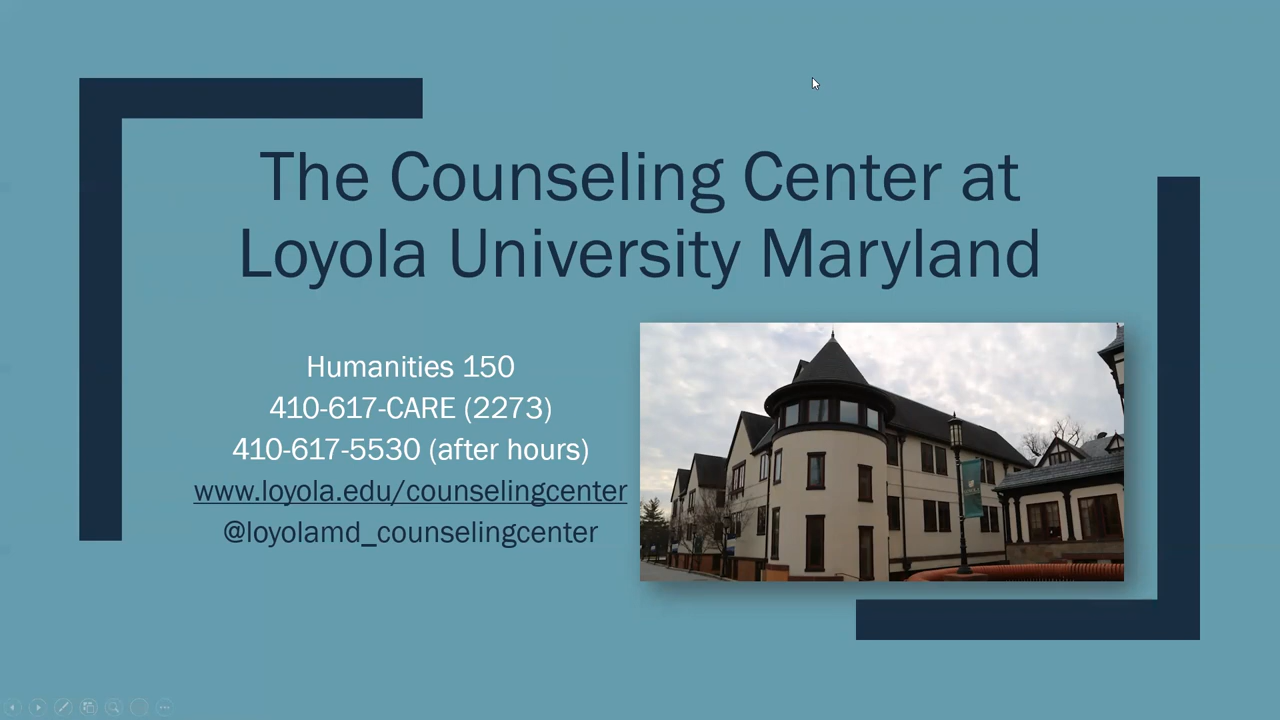 The Counseling Center at
Loyola University Maryland
Humanities 150
410-617-CARE (2273)
410-617-5530 (after hours)
www.loyola.edu/counselingcenter
@loyolamd_counselingcenter